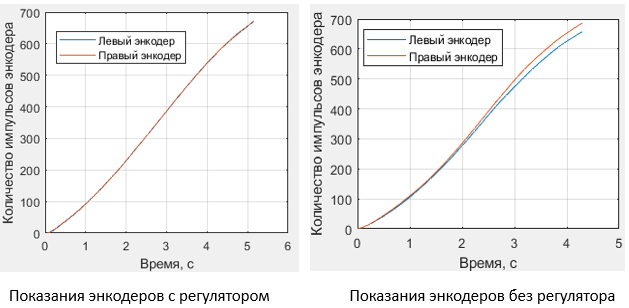 Количество импульсов энкодера
700
600
500
400
300
200
100
0
Левый энкодер
Правый энкодер
0 1 2 3 4 5 6
Время, с
Показания энкодеров с регулятором
Количество импульсов энкодера
700
600
500
400
300
200
100
0
Левый энкодер
Правый энкодер
0 1 2 3 4 5
Время, с
Показания энкодеров без регулятора